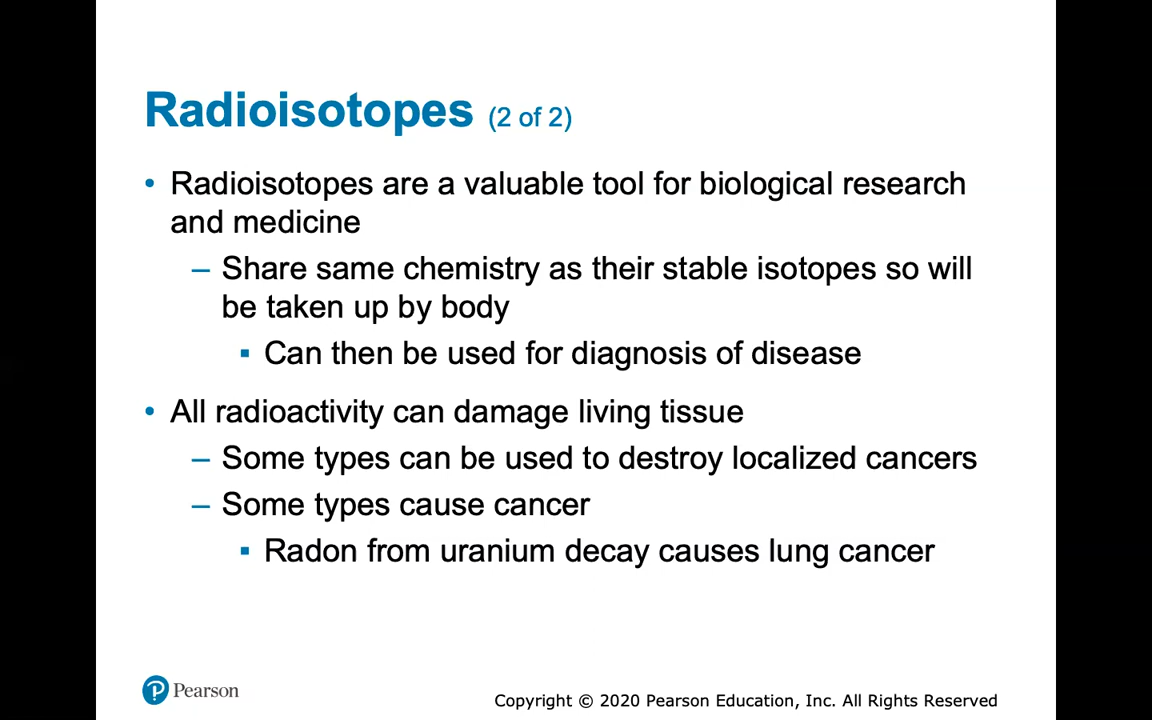 Radioisotopes (2 of 2)
• Radioisotopes are a valuable tool for biological research
and medicine
– Share same chemistry as their stable isotopes so will
be taken up by body
▪ Can then be used for diagnosis of disease
• All radioactivity can damage living tissue
– Some types can be used to destroy localized cancers
– Some types cause cancer
▪ Radon from uranium decay causes lung cancer
P Pearson
Copyright © 2020 Pearson Education, Inc. All Rights Reserved